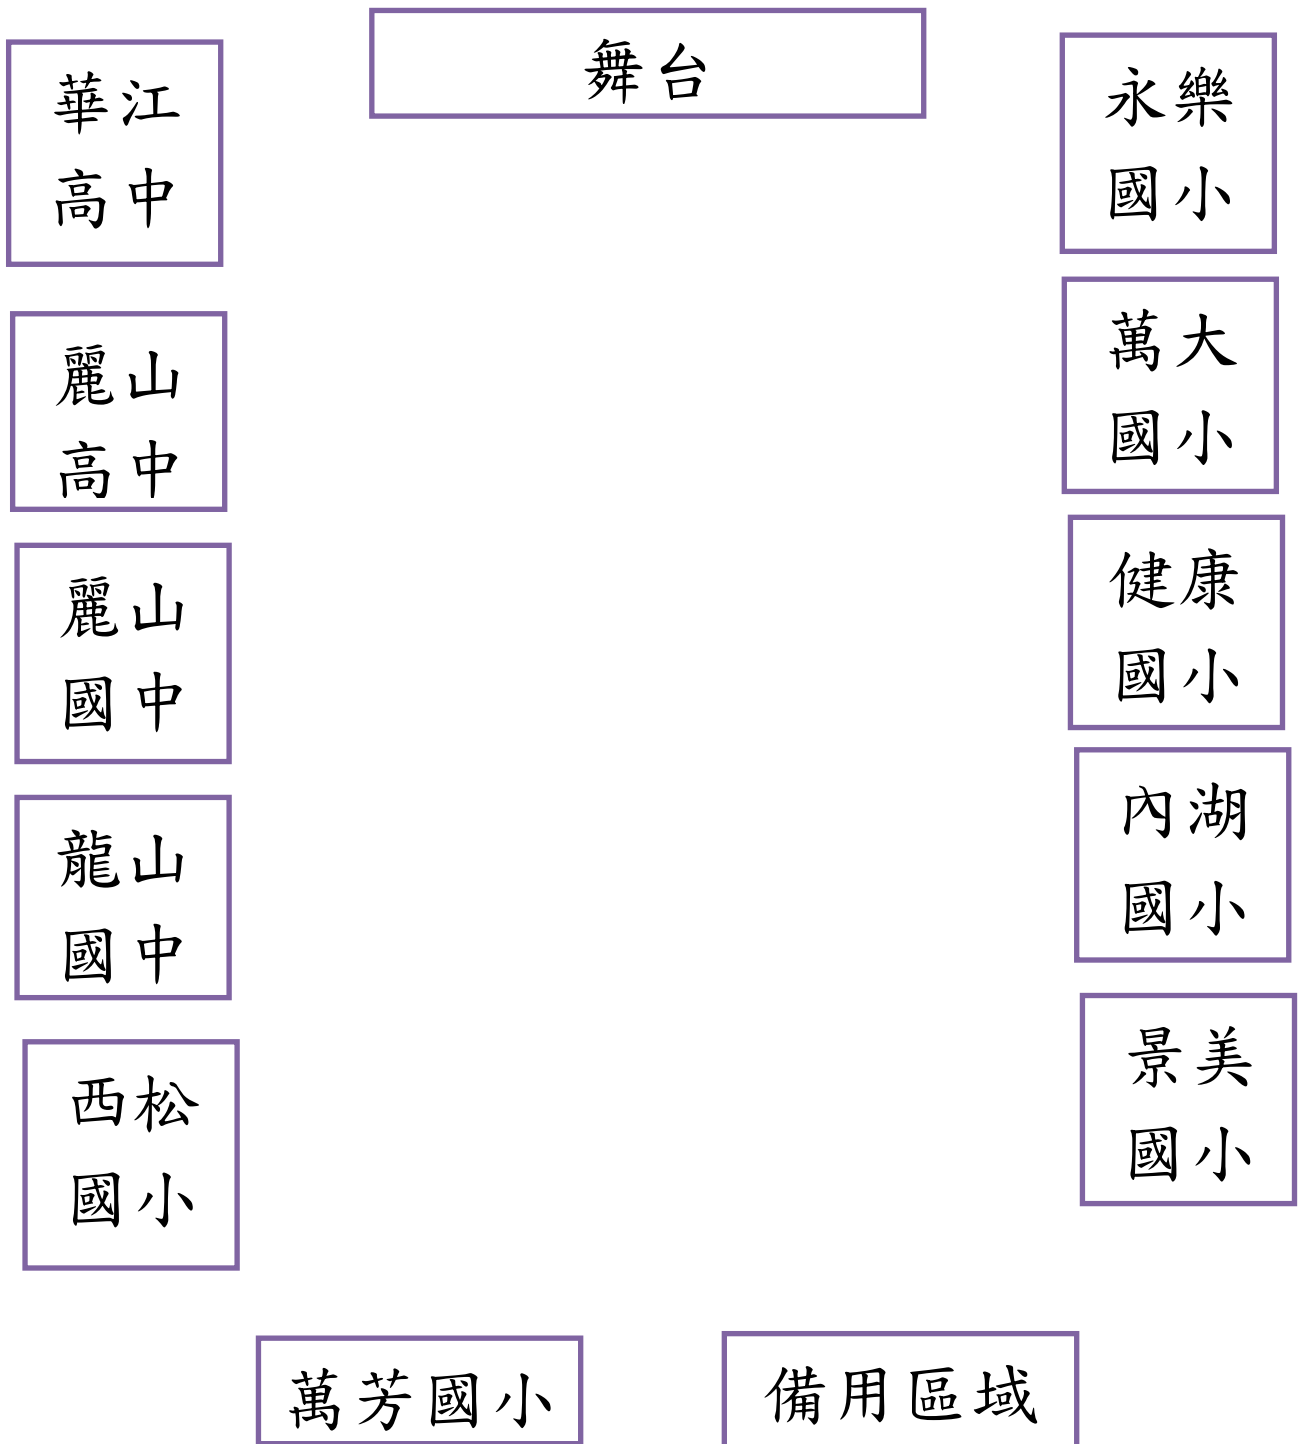 舞台
華江
高中
麗山
高中
麗山
國中
龍山
國中
西松
國小
永樂
國小
萬大
國小
健康
國小
內湖
國小
景美
國小
萬芳國小
備用區域